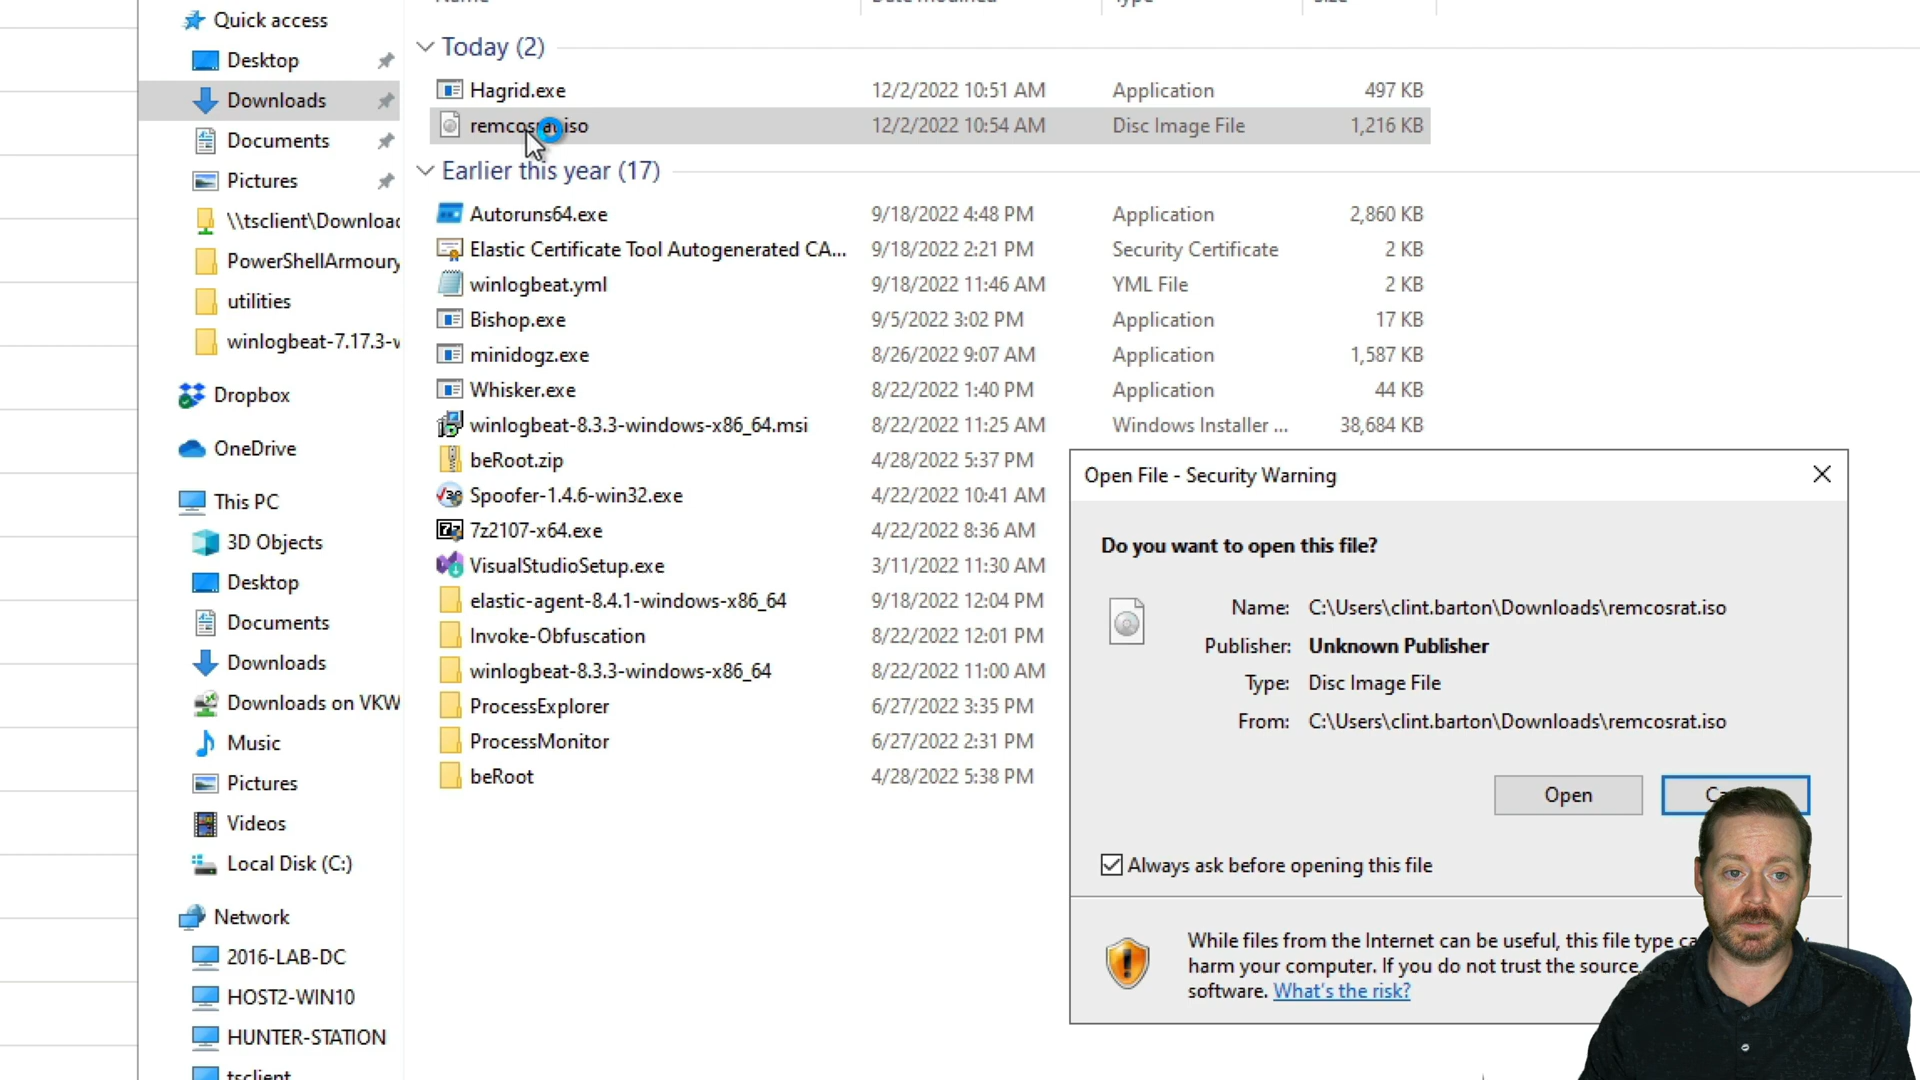 Quick access
Desktop
Downloads
Documents
Pictures
\\tsclient\Downloac
PowerShellArmoury
utilities
winlogbeat-7.17.3-w
Dropbox
OneDrive
This PC
3D Objects
Desktop
Documents
Downloads
Downloads on VKW
Music
Pictures
Videos
Local Disk (C:)
Network
2016-LAB-DC
HOST2-WIN10
HUNTER-STATION
tsclient
Today (2)
Hagrid.exe 12/2/2022 10:51 AM Application 497 KB
remcosrat.iso 12/2/2022 10:54 AM Disc Image File 1,216 KB
Earlier this year (17)
Autoruns64.exe 9/18/2022 4:48 PM Application 2,860 KB
Elastic Certificate Tool Autogenerated CA... 9/18/2022 2:21 PM Security Certificate 2 KB
winlogbeat.yml 9/18/2022 11:46 AM YML File 2 KB
Bishop.exe 9/5/2022 3:02 PM Application 17 KB
minidogz.exe 8/26/2022 9:07 AM Application 1,587 KB
Whisker.exe 8/22/2022 1:40 PM Application 44 KB
winlogbeat-8.3.3-windows-x86_64.msi 8/22/2022 11:25 AM Windows Installer ... 38,684 KB
beRoot.zip 4/28/2022 5:37 PM
Spoofer-1.4.6-win32.exe 4/22/2022 10:41 AM
7z2107-x64.exe 4/22/2022 8:36 AM
VisualStudioSetup.exe 3/11/2022 11:30 AM
elastic-agent-8.4.1-windows-x86_64 9/18/2022 12:04 PM
Invoke-Obfuscation 8/22/2022 12:01 PM
winlogbeat-8.3.3-windows-x86_64 8/22/2022 11:00 AM
ProcessExplorer 6/27/2022 3:35 PM
ProcessMonitor 6/27/2022 2:31 PM
beRoot 4/28/2022 5:38 PM
Open File - Security Warning
Do you want to open this file?
Name: C:\Users\clint.barton\Downloads\remcosrat.iso
Publisher: Unknown Publisher
Type: Disc Image File
From: C:\Users\clint.barton\Downloads\remcosrat.iso
Open
Always ask before opening this file
While files from the Internet can be useful, this file type
harm your computer. If you do not trust the source,
software. What's the risk?